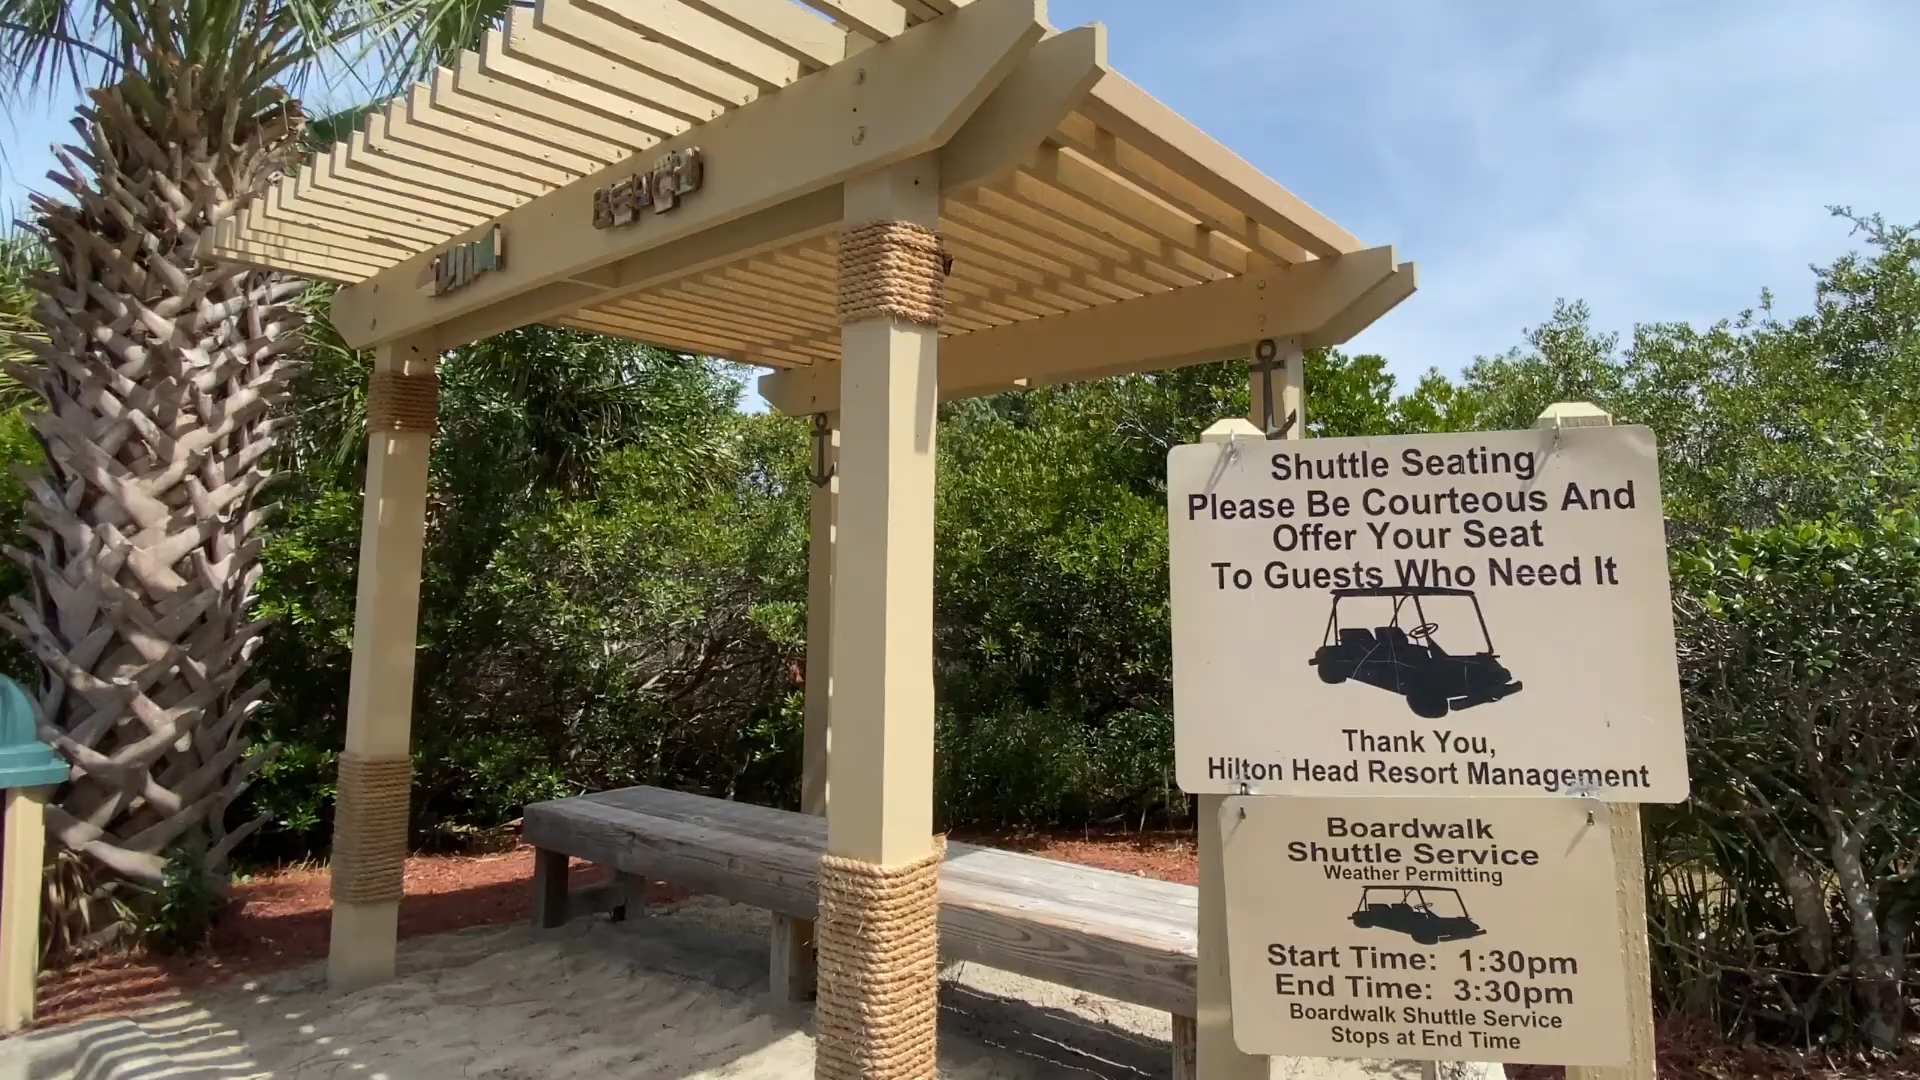 BEACH
Shuttle Seating
Please Be Courteous And
Offer Your Seat
To Guests Who Need It
Thank You,
Hilton Head Resort Management
Boardwalk
Shuttle Service
Weather Permitting
Start Time: 1:30pm
End Time: 3:30pm
Boardwalk Shuttle Service
Stops at End Time